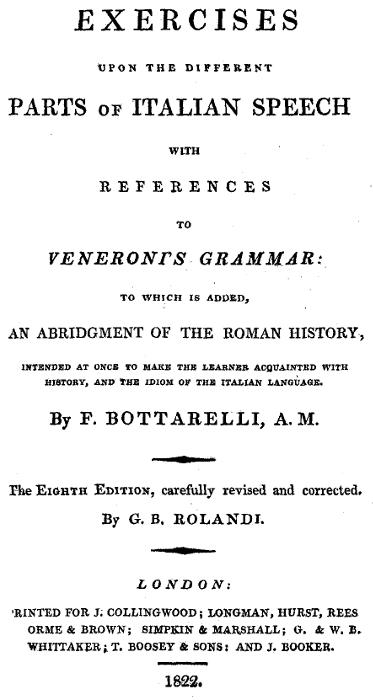 EXERCISES
UPON THE DIFFERENT
PARTS OF ITALIAN SPEECH
WITH
REFERENCES
TO
VENERONI'S GRAMMAR:
TO WHICH IS ADDED,
AN ABRIDGMENT OF THE ROMAN HISTORY,
INTENDED AT ONCE TO MAKE THE LEARNER ACQUAINTED WITH
HISTORY, AND THE IDIOM OF THE ITALIAN LANGUAGE.
By F. BOTTARELLI, A.M.
The EIGHTH EDITION, carefully revised and corrected.
By G. B. ROLANDI.
LONDON:
RINTED FOR J. COLLINGWOOD; LONGMAN, HURST, REES
ORME & BROWN; SIMPKIN & MARSHALL; G. & W. B.
WHITTAKER; T. BOOSEY & SONS: AND J. BOOKER.
1822.